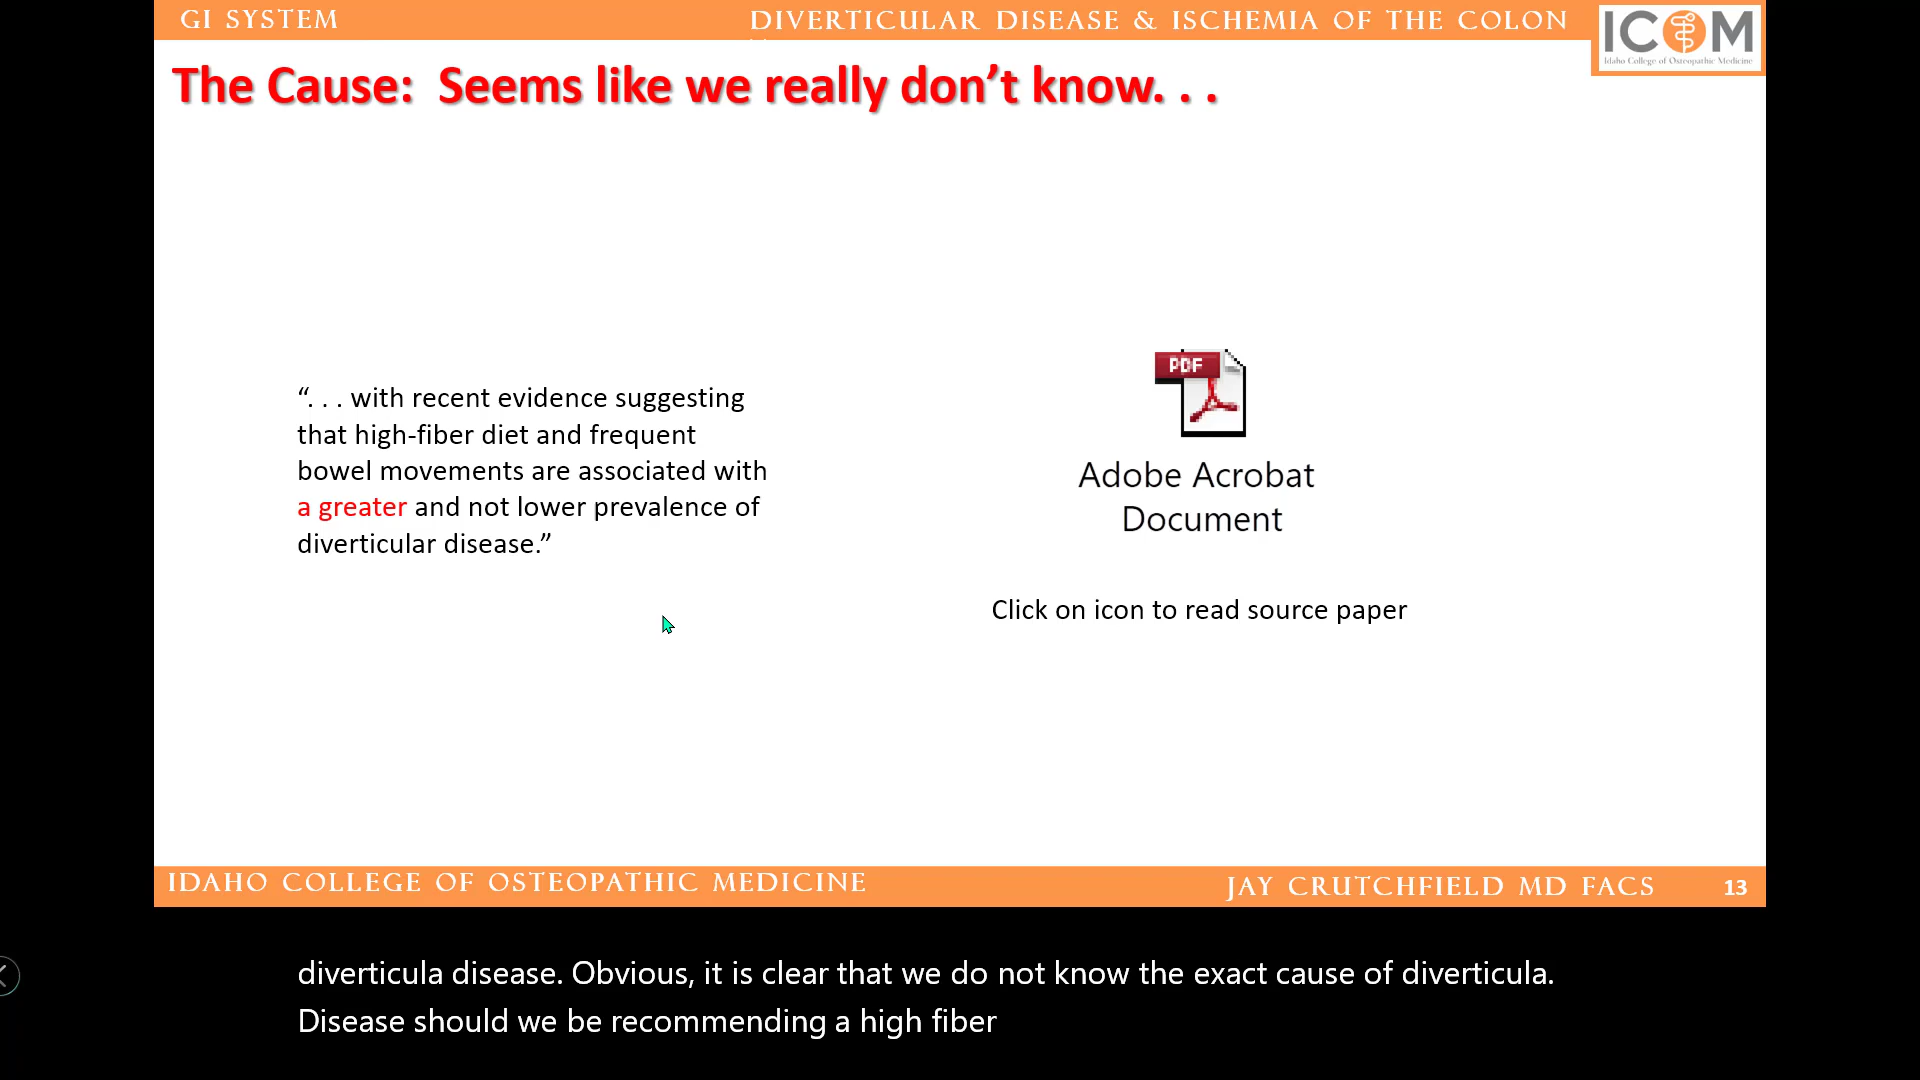 GI SYSTEM
DIVERTICULAR DISEASE & ISCHEMIA OF THE COLON
ICOM
Idaho College of Osteopathic Medicine
The Cause: Seems like we really don’t know. . .
“. . . with recent evidence suggesting
that high-fiber diet and frequent
bowel movements are associated with
a greater and not lower prevalence of
diverticular disease.”
PDF
Adobe Acrobat
Document
Click on icon to read source paper
IDAHO COLLEGE OF OSTEOPATHIC MEDICINE
JAY CRUTCHFIELD MD FACS
13
diverticula disease. Obvious, it is clear that we do not know the exact cause of diverticula.
Disease should we be recommending a high fiber